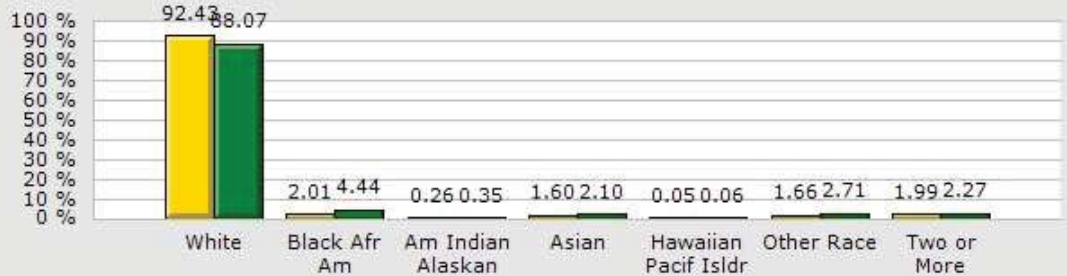 100 %
90 %
80 %
70 %
60 %
50 %
40 %
30 %
20 %
10 %
0 %
92.43 88.07
2.01 4.44
0.26 0.35
1.60 2.10
0.05 0.06
1.66 2.71
1.99 2.27
White
Black Afr
Am
Am Indian
Alaskan
Asian
Hawaiian
Pacif Isldr
Other Race
Two or
More